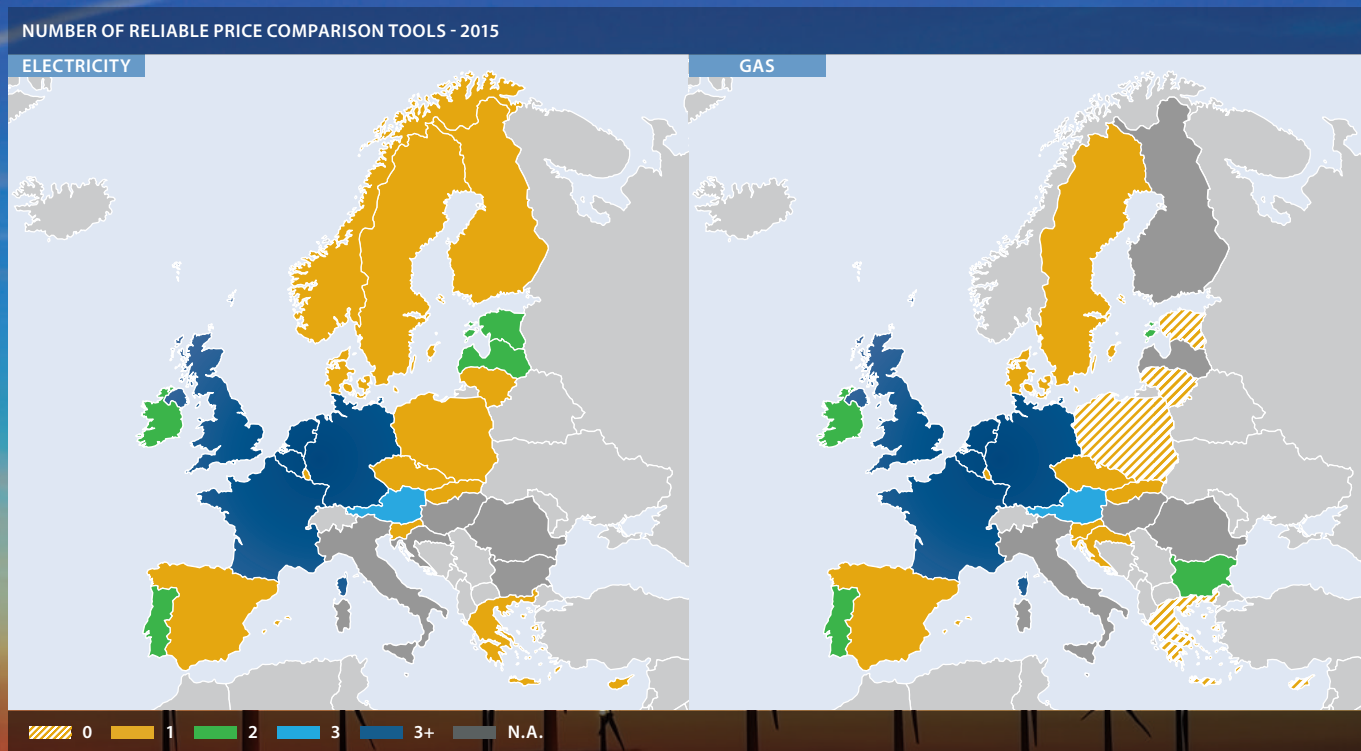 NUMBER OF RELIABLE PRICE COMPARISON TOOLS - 2015
ELECTRICITY
GAS
0 1 2 3 3+ N.A.